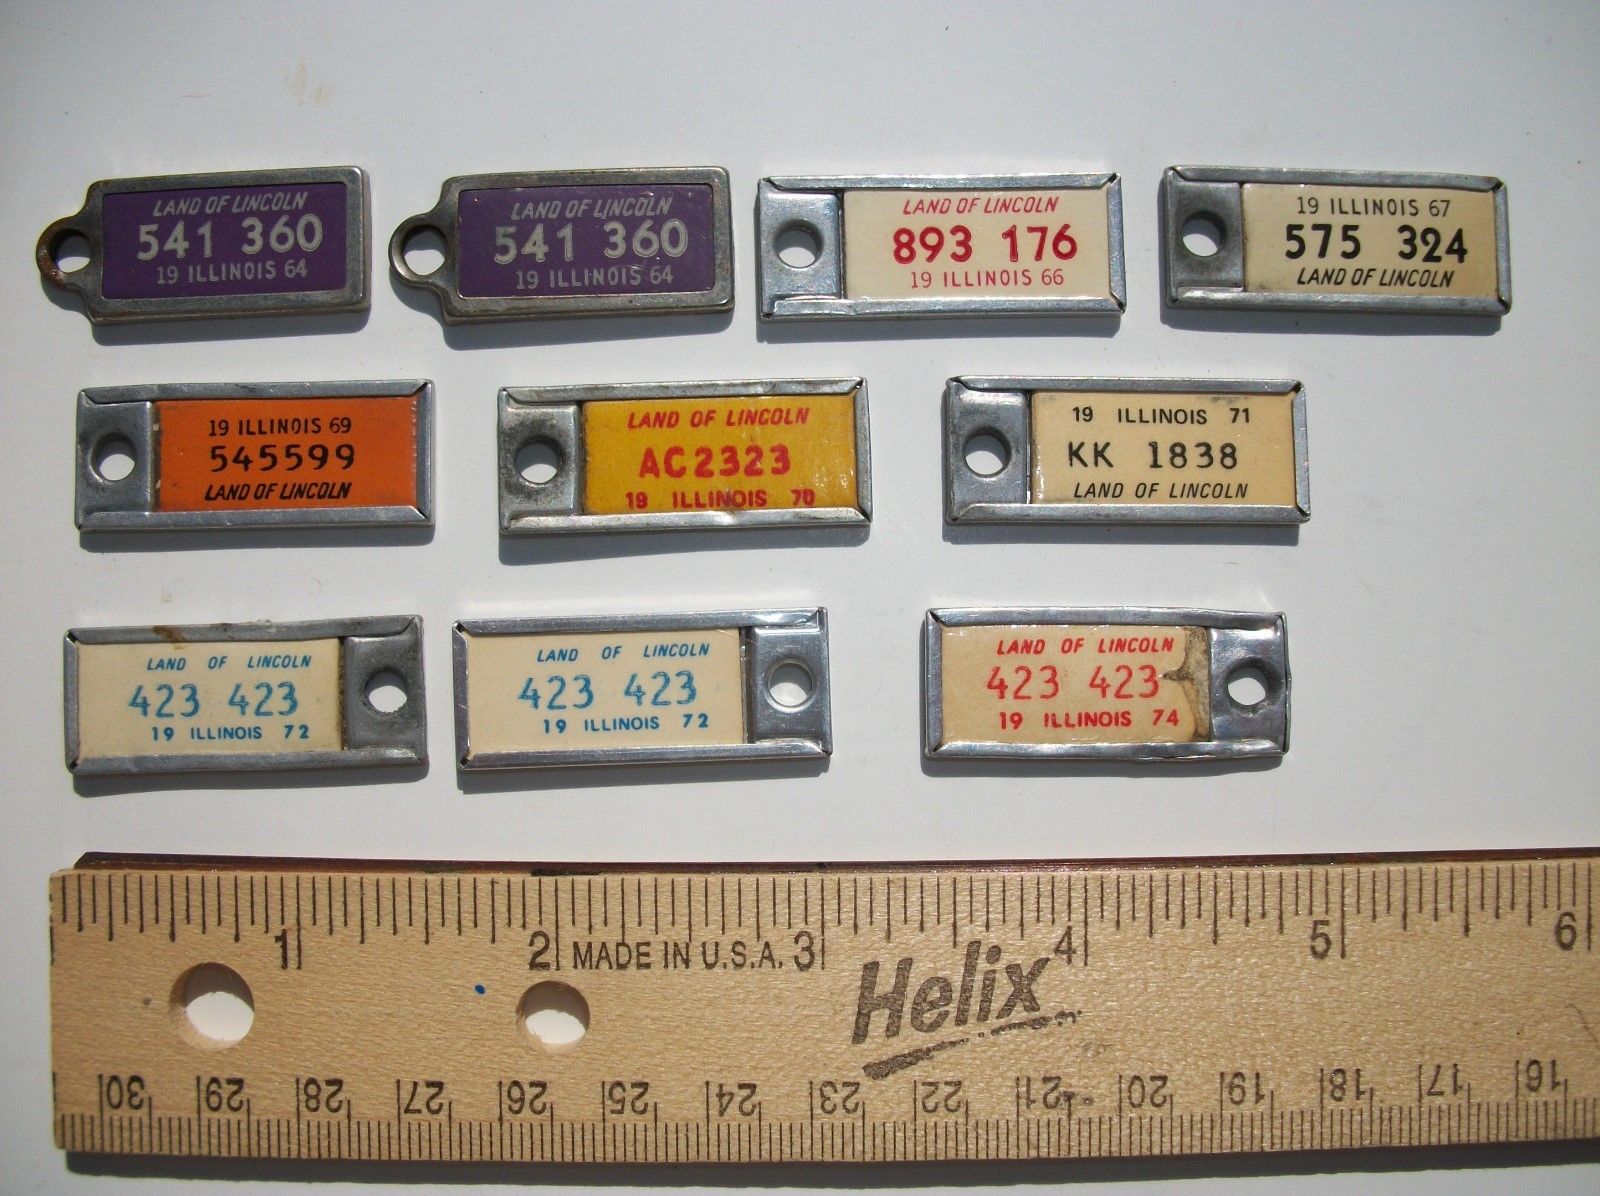 LAND OF LINCOLN
541 360
19 ILLINOIS 64
LAND OF LINCOLN
541 360
19 ILLINOIS 64
LAND OF LINCOLN
893 176
19 ILLINOIS 66
19 ILLINOIS 67
575 324
LAND OF LINCOLN
19 ILLINOIS 69
545599
LAND OF LINCOLN
LAND OF LINCOLN
AC2323
19 ILLINOIS 70
19 ILLINOIS 71
KK 1838
LAND OF LINCOLN
LAND OF LINCOLN
423 423
19 ILLINOIS 72
LAND OF LINCOLN
423 423
19 ILLINOIS 72
LAND OF LINCOLN
423 423
19 ILLINOIS 74
1 2 MADE IN U.S.A. 3 4 5 6
Helix
30 29 28 27 26 25 24 23 22 21 20 19 18 17 16